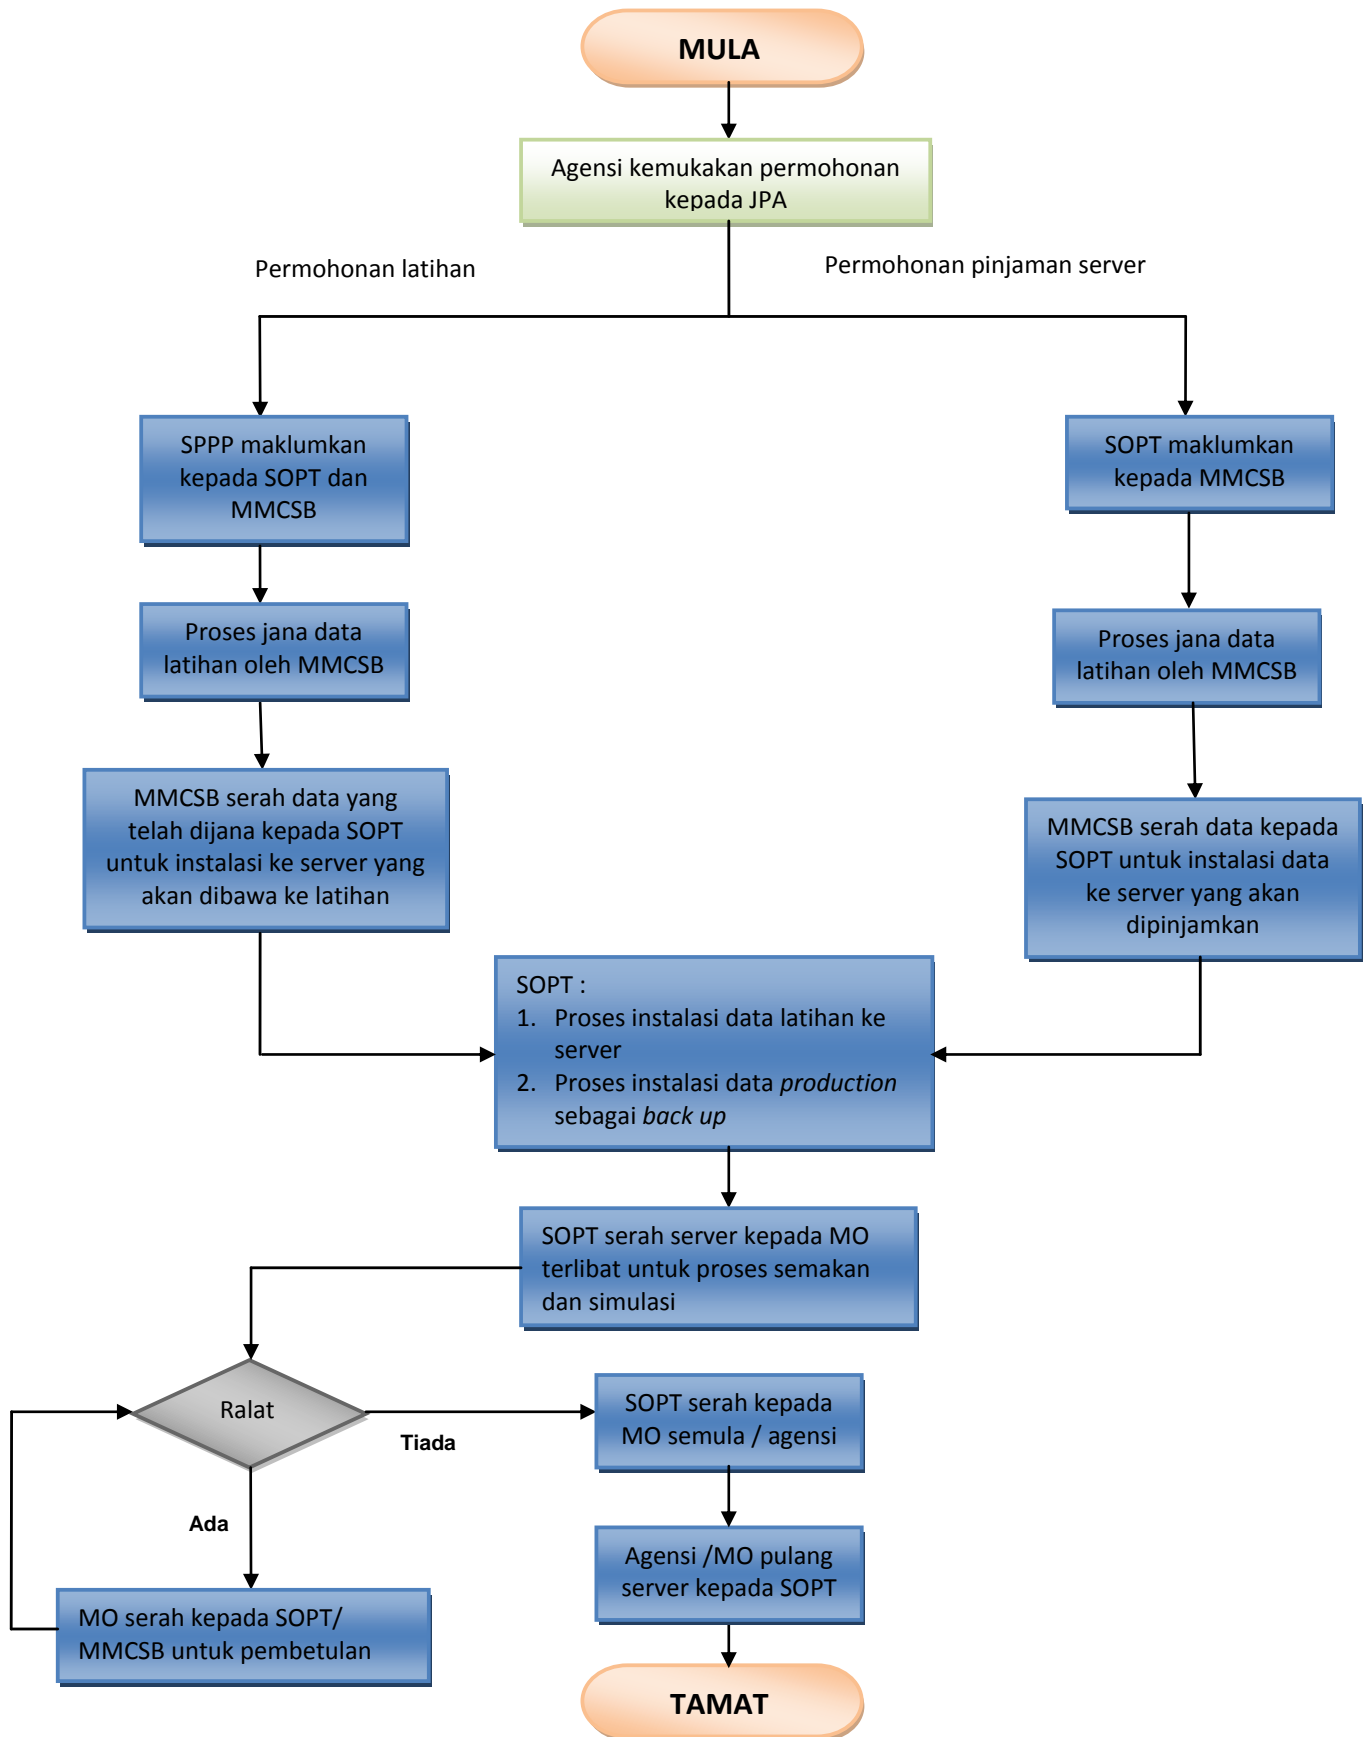 MULA
Agensi kemukakan permohonan
kepada JPA
Permohonan latihan
Permohonan pinjaman server
SPPP maklumkan
kepada SOPT dan
MMCSB
SOPT maklumkan
kepada MMCSB
Proses jana data
latihan oleh MMCSB
Proses jana data
latihan oleh MMCSB
MMCSB serah data yang
telah dijana kepada SOPT
untuk instalasi ke server yang
akan dibawa ke latihan
MMCSB serah data kepada
SOPT untuk instalasi data
ke server yang akan
dipinjamkan
SOPT :
1. Proses instalasi data latihan ke
server
2. Proses instalasi data production
sebagai back up
SOPT serah server kepada MO
terlibat untuk proses semakan
dan simulasi
Ralat
Tiada
SOPT serah kepada
MO semula / agensi
Ada
Agensi /MO pulang
server kepada SOPT
MO serah kepada SOPT/
MMCSB untuk pembetulan
TAMAT